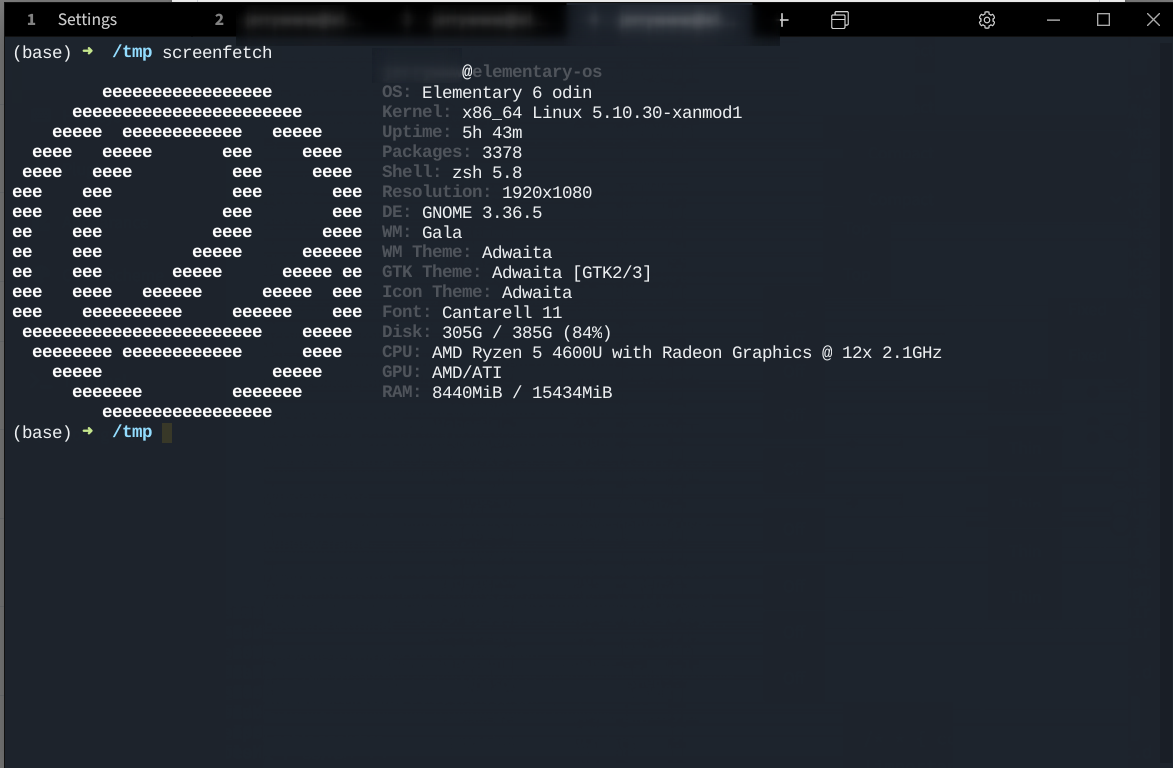 1 Settings 2
(base) ➜ /tmp screenfetch
@elementary-os
eeeeeeeeeeeeeeeee OS: Elementary 6 odin
eeeeeeeeeeeeeeeeeeeeeee Kernel: x86_64 Linux 5.10.30-xanmod1
eeeee eeeeeeeeeeee eeeee Uptime: 5h 43m
eeee eeeee eee eeee Packages: 3378
eeee eeee eee eeee Shell: zsh 5.8
eee eee eee eee Resolution: 1920x1080
eee eee eee eee DE: GNOME 3.36.5
ee eee eeee eeee WM: Gala
ee eee eeeee eeeeee WM Theme: Adwaita
ee eee eeeee eeeee ee GTK Theme: Adwaita [GTK2/3]
eee eeee eeeeee eeeee eee Icon Theme: Adwaita
eee eeeeeeeeee eeeeee eee Font: Cantarell 11
eeeeeeeeeeeeeeeeeeeeeeee eeeee Disk: 305G / 385G (84%)
eeeeeeee eeeeeeeeeeee eeee CPU: AMD Ryzen 5 4600U with Radeon Graphics @ 12x 2.1GHz
eeeee eeeee GPU: AMD/ATI
eeeeeee eeeeeee RAM: 8440MiB / 15434MiB
eeeeeeeeeeeeeeeee
(base) ➜ /tmp